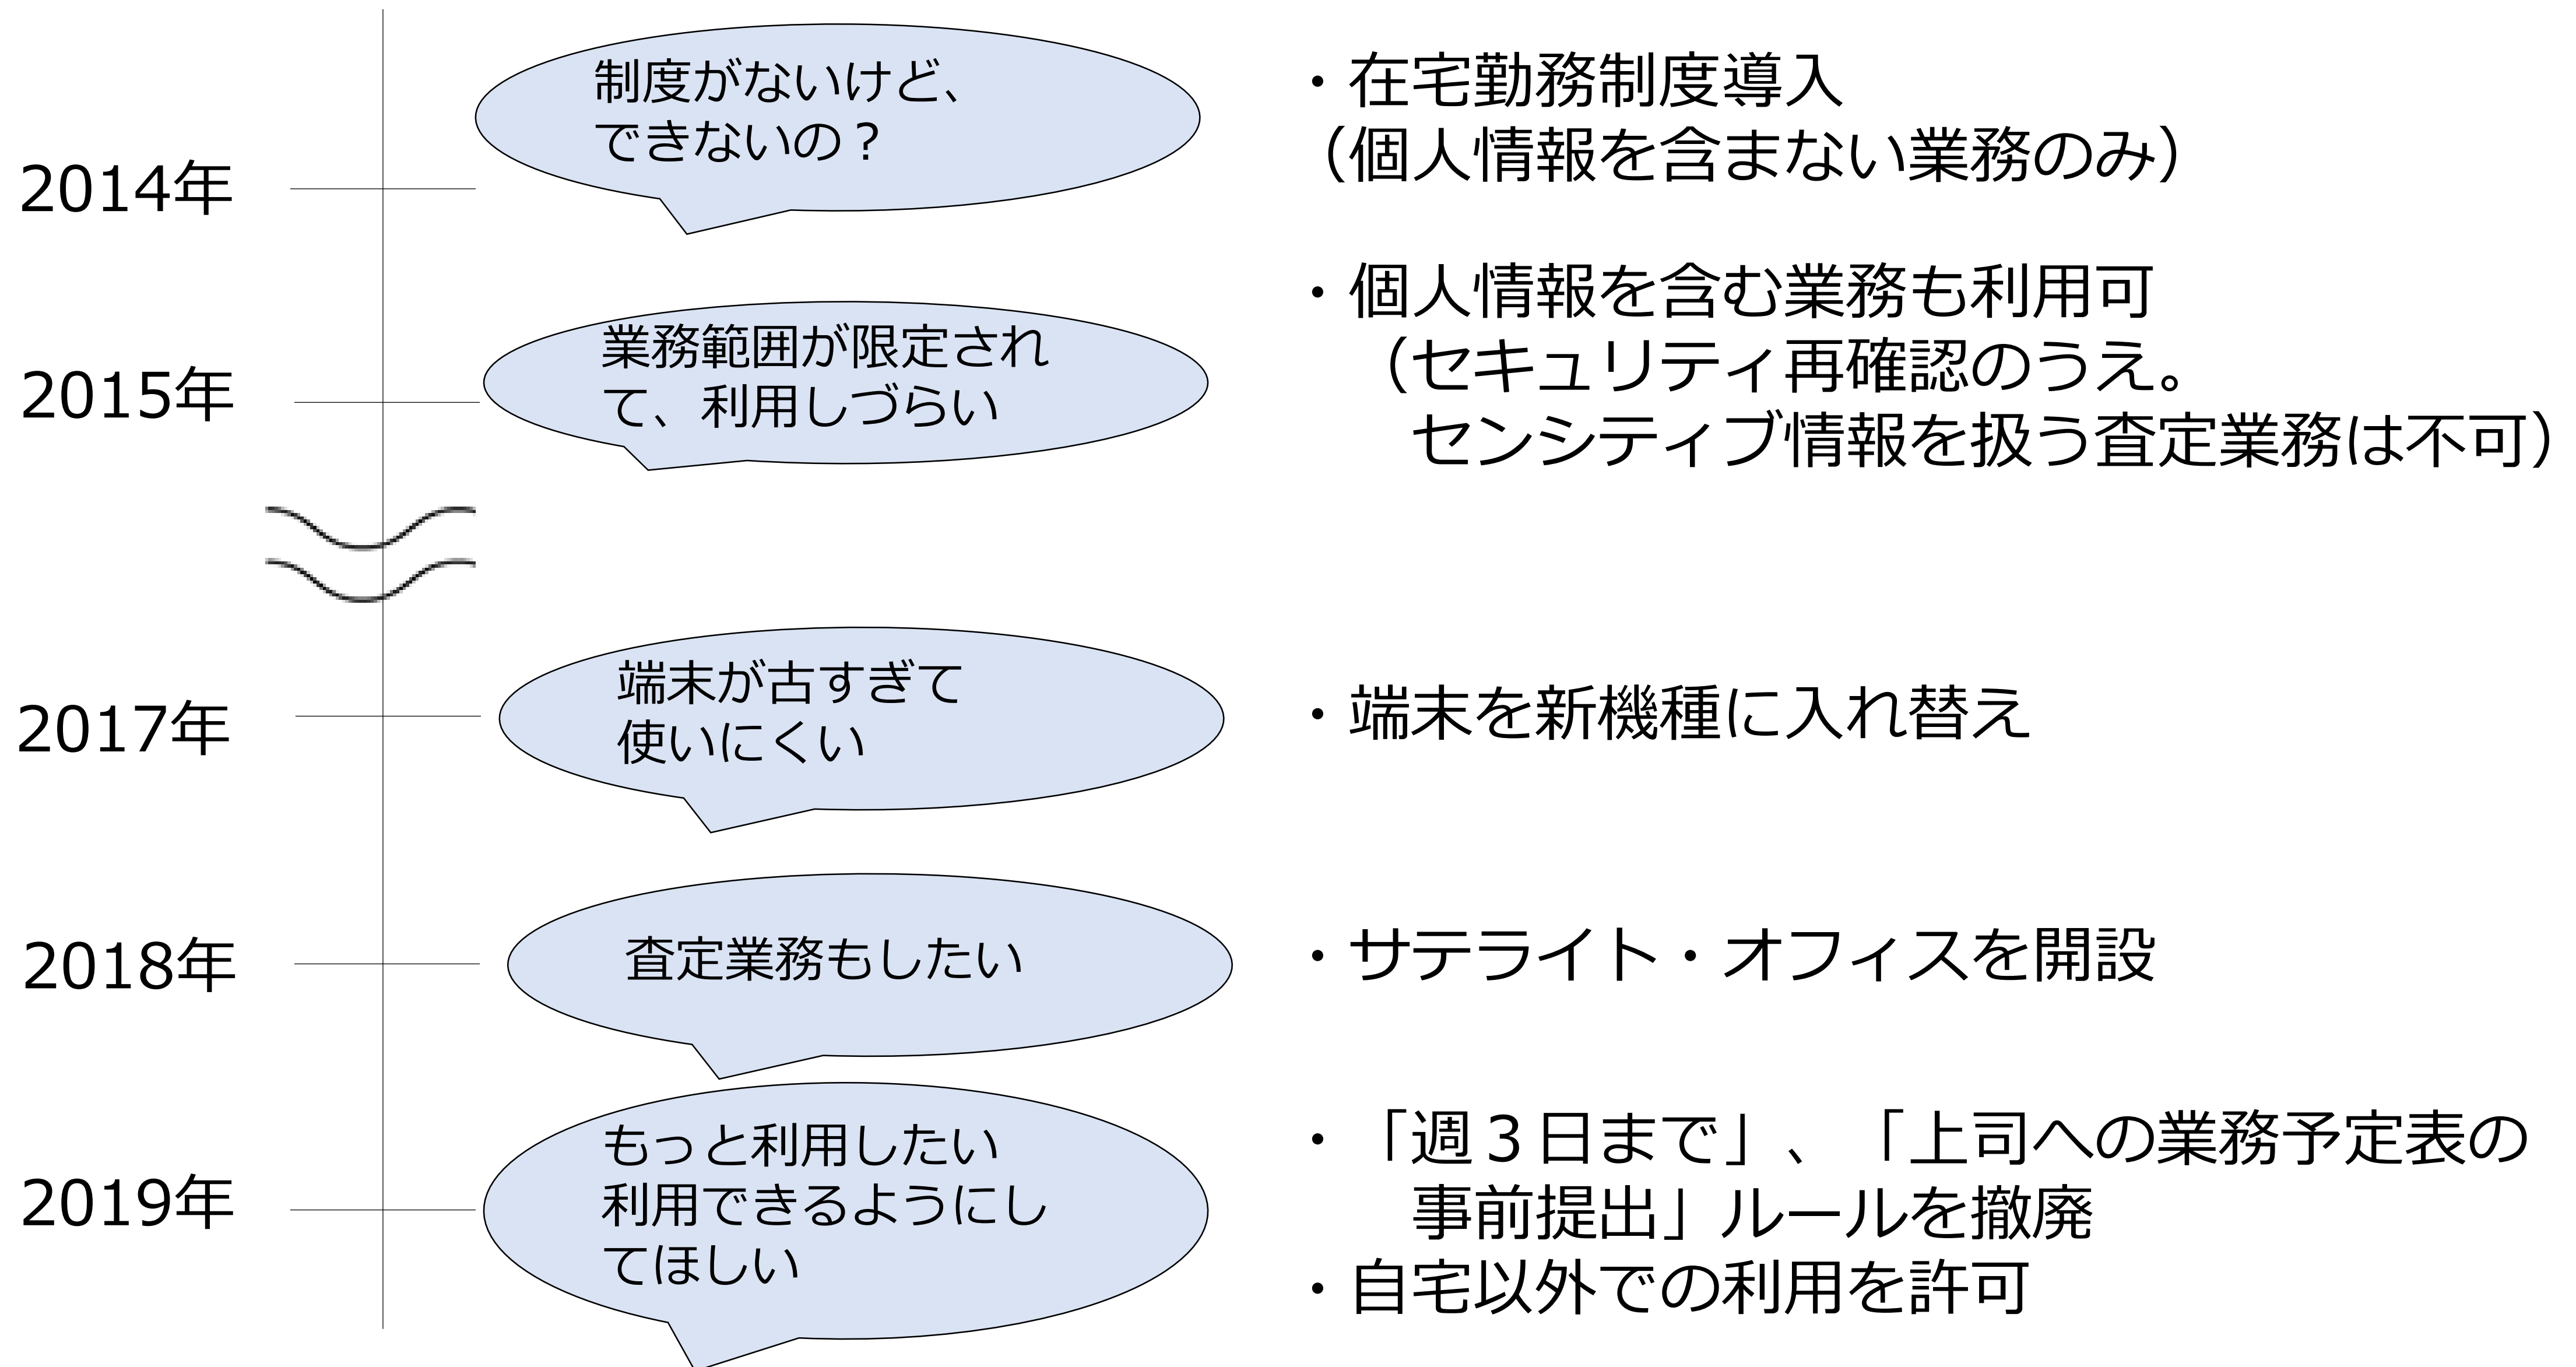 2014年
制度がないけど、
できないの？
・在宅勤務制度導入
（個人情報を含まない業務のみ）
2015年
業務範囲が限定され
て、利用しづらい
・個人情報を含む業務も利用可
（セキュリティ再確認のうえ。
センシティブ情報を扱う査定業務は不可）
2017年
端末が古すぎて
使いにくい
・端末を新機種に入れ替え
2018年
査定業務もしたい
・サテライト・オフィスを開設
2019年
もっと利用したい
利用できるようにし
てほしい
・「週３日まで」、「上司への業務予定表の
事前提出」ルールを撤廃
・自宅以外での利用を許可